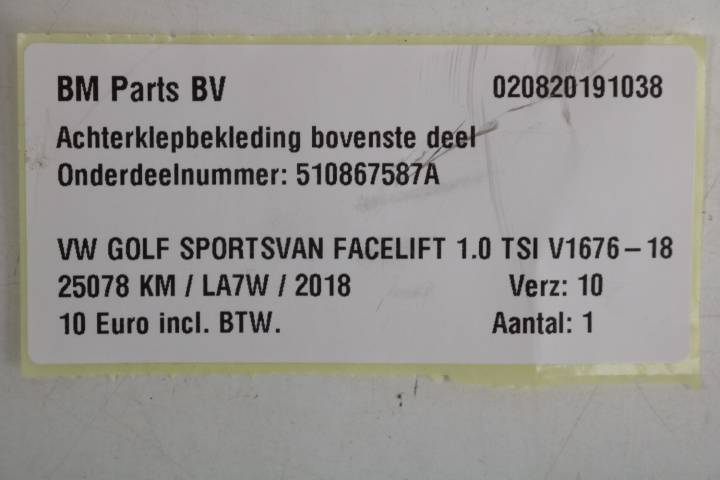 BM Parts BV 020820191038
Achterklepbekleding bovenste deel
Onderdeelnummer: 510867587A
VW GOLF SPORTSVAN FACELIFT 1.0 TSI V1676-18
25078 KM / LA7W / 2018 Verz: 10
10 Euro incl. BTW. Aantal: 1